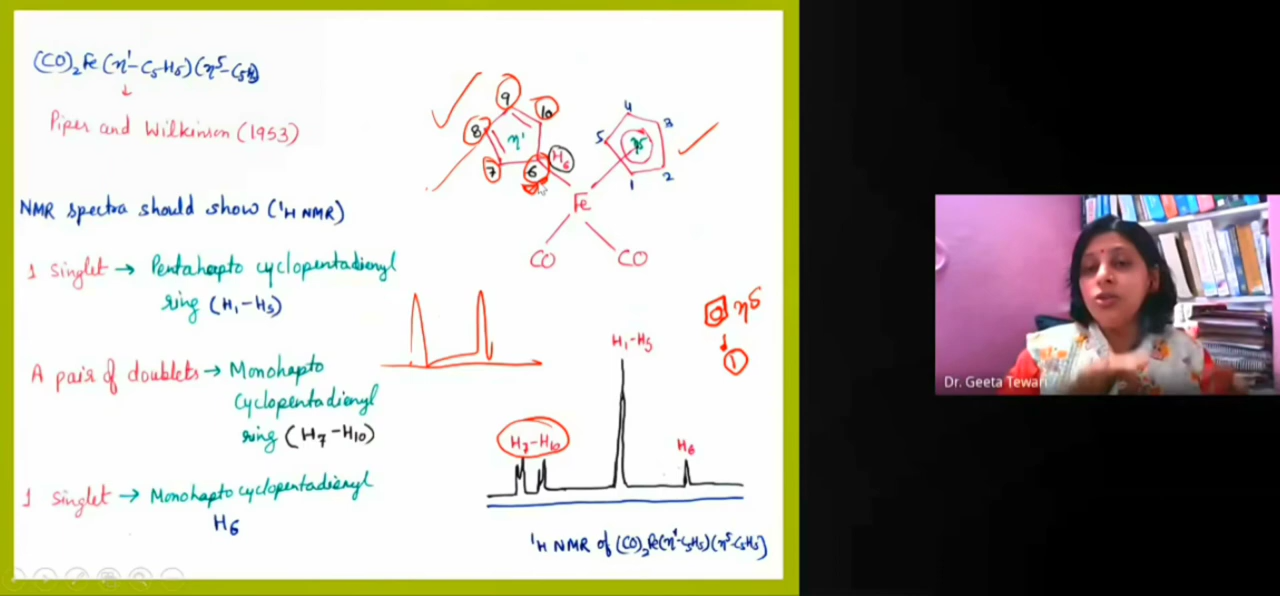 (CO)₂Fe(η¹-C₅H₅)(η⁵-C₅H₅)
↓
Piper and Wilkinson (1953)
NMR spectra should show (¹H NMR)
1 singlet → Pentahapto cyclopentadienyl
ring (H₁-H₅)
A pair of doublets → Monohapto
cyclopentadienyl
ring (H₇-H₁₀)
1 singlet → Monohapto cyclopentadienyl
H₆
9
10
8
η¹
7
6
H₆
4
3
5
η⁵
1
2
Fe
CO
CO
η⁵
↓
1
H₁-H₅
H₇-H₁₀
H₆
¹H NMR of (CO)₂Fe(η¹-C₅H₅)(η⁵-C₅H₅)
Dr. Geeta Tewari